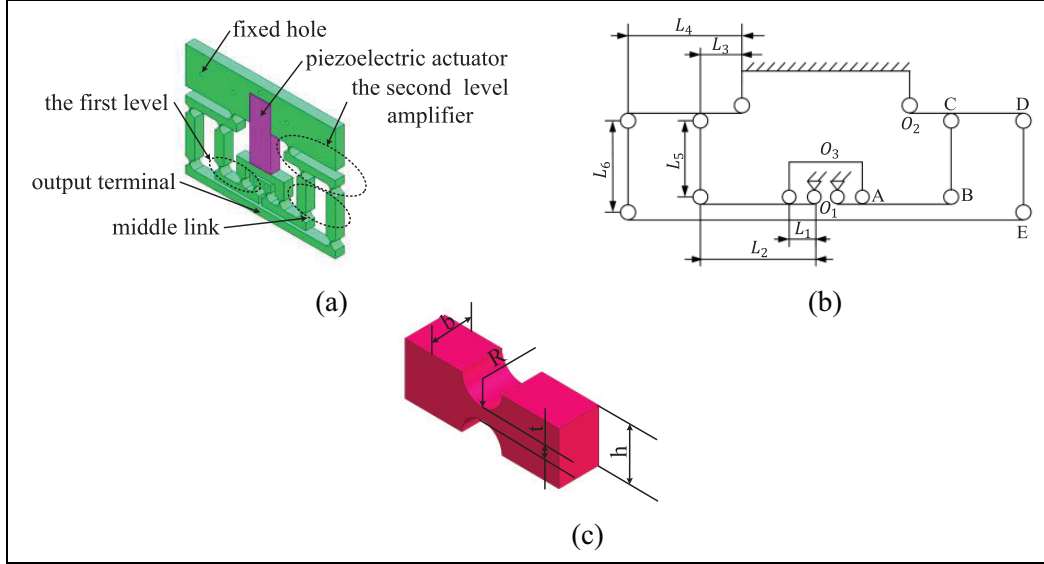 fixed hole
piezoelectric actuator
the second level
amplifier
the first level
output terminal
middle link
(a)
L₄
L₃
O₂
C
D
L₆
L₅
O₃
O₁
A
B
L₁
L₂
E
(b)
b
R
t
h
(c)